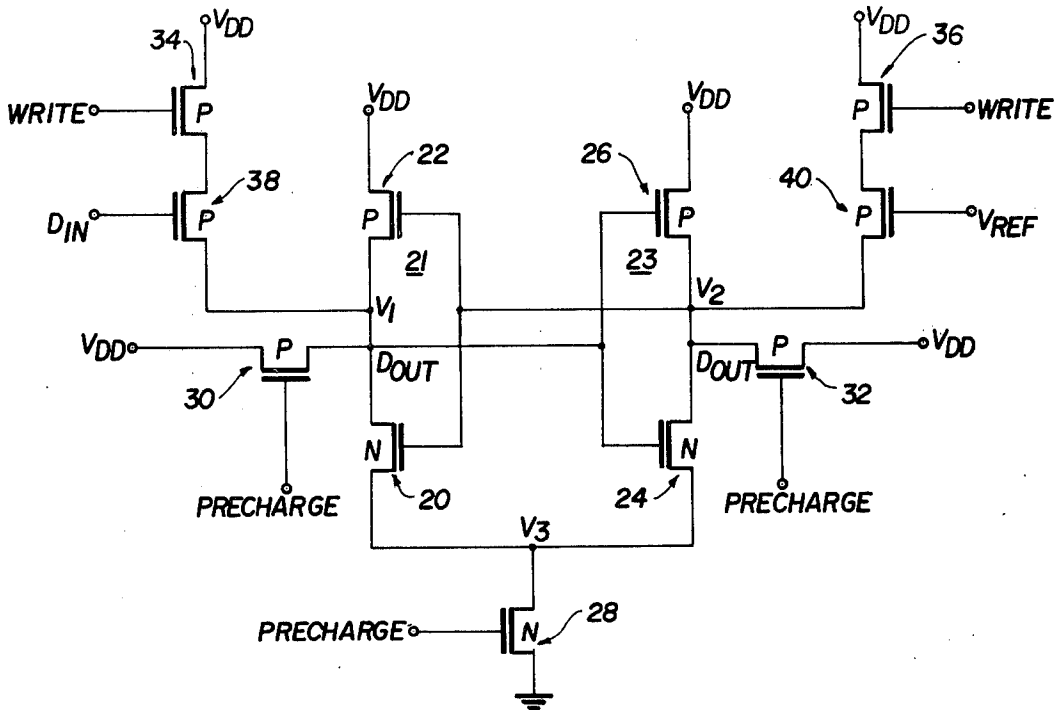 VDD
34
P
WRITE
38
P
DIN
VDD
22
P
21
VDD
26
P
23
VDD
36
P
WRITE
40
P
VREF
V1
V2
VDD
P
30
DOUT
DOUT
P
32
VDD
N
20
N
24
PRECHARGE
PRECHARGE
V3
PRECHARGE
N
28